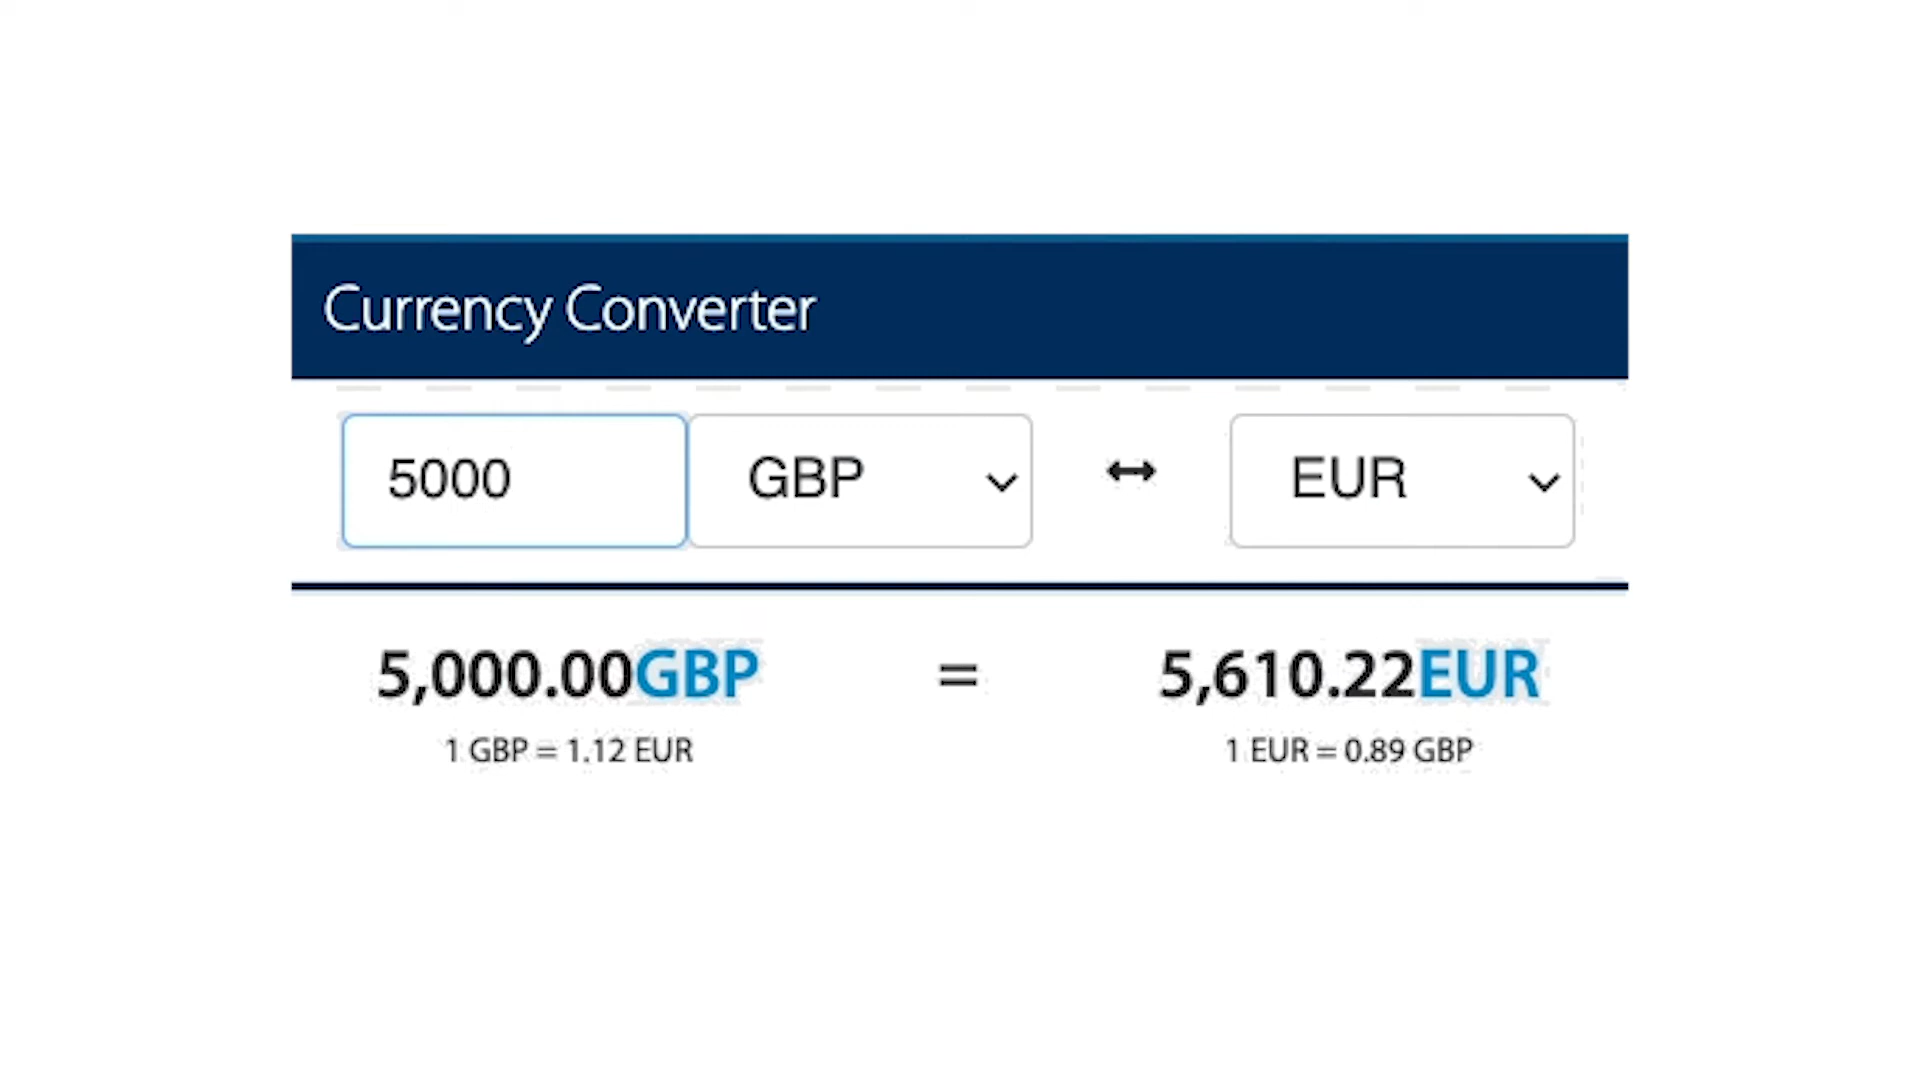 Currency Converter
5000 GBP ↔ EUR
5,000.00GBP = 5,610.22EUR
1 GBP = 1.12 EUR 1 EUR = 0.89 GBP